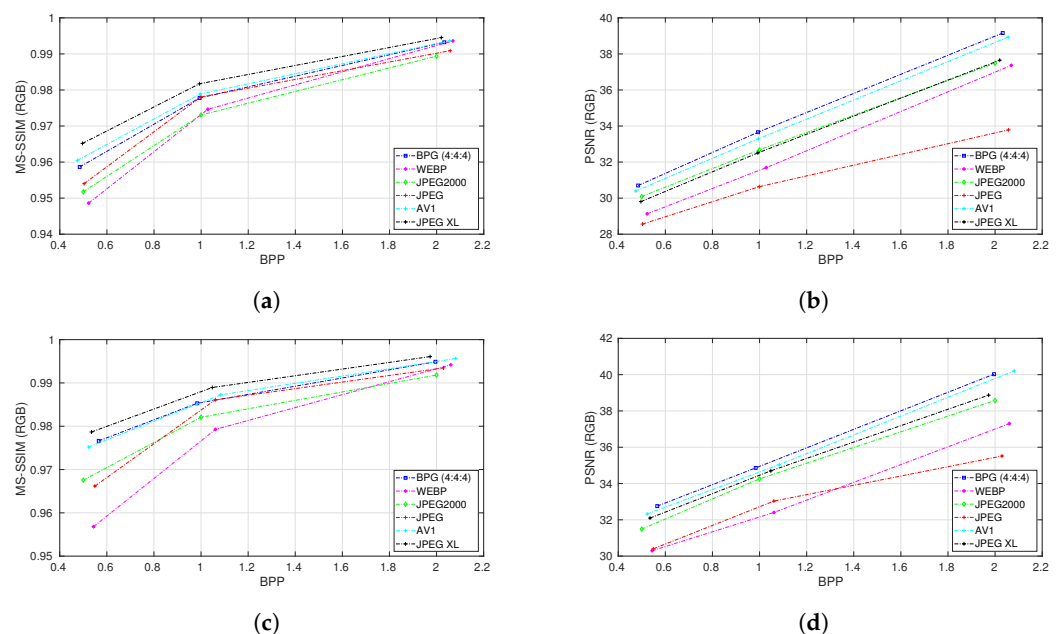 1
0.99
0.98
0.97
0.96
0.95
0.94
MS-SSIM (RGB)
0.4 0.6 0.8 1 1.2 1.4 1.6 1.8 2 2.2
BPP
BPG (4:4:4)
WEBP
JPEG2000
JPEG
AV1
JPEG XL
(a)
40
38
36
34
32
30
28
PSNR (RGB)
0.4 0.6 0.8 1 1.2 1.4 1.6 1.8 2 2.2
BPP
BPG (4:4:4)
WEBP
JPEG2000
JPEG
AV1
JPEG XL
(b)
1
0.99
0.98
0.97
0.96
0.95
MS-SSIM (RGB)
0.4 0.6 0.8 1 1.2 1.4 1.6 1.8 2 2.2
BPP
BPG (4:4:4)
WEBP
JPEG2000
JPEG
AV1
JPEG XL
(c)
42
40
38
36
34
32
30
PSNR (RGB)
0.4 0.6 0.8 1 1.2 1.4 1.6 1.8 2 2.2
BPP
BPG (4:4:4)
WEBP
JPEG2000
JPEG
AV1
JPEG XL
(d)